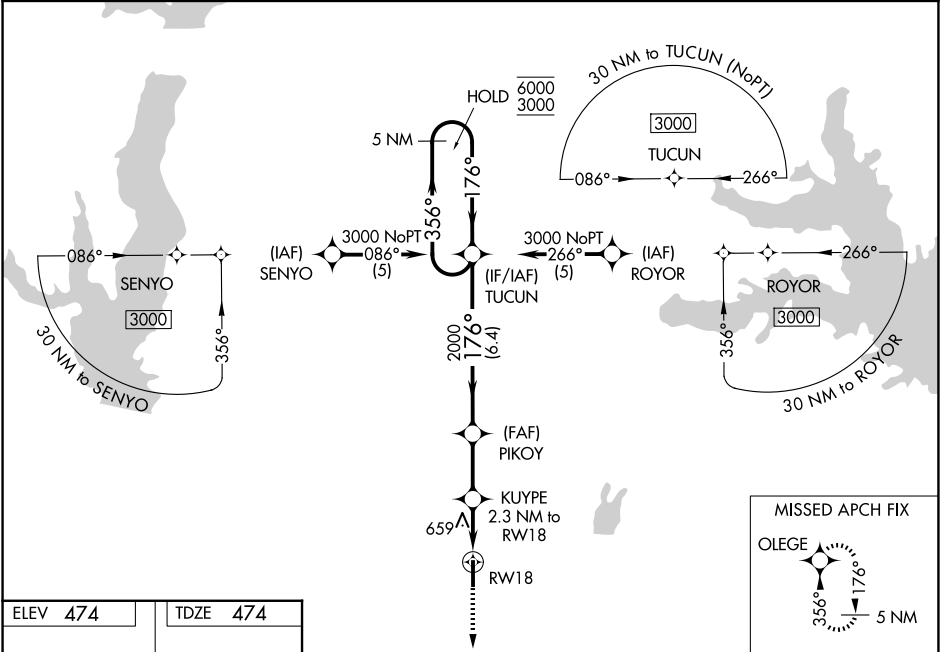 30 NM to TUCUN (NoPT)
6000
HOLD
3000
5 NM
3000
TUCUN
086°
266°
176°
356°
086°
SENYO
3000
356°
30 NM to SENYO
(IAF)
SENYO
3000 NoPT
086°
(5)
(IF/IAF)
TUCUN
3000 NoPT
266°
(5)
(IAF)
ROYOR
266°
ROYOR
3000
356°
30 NM to ROYOR
2000
176°
(6.4)
(FAF)
PIKOY
KUYPE
2.3 NM to
RW18
659
RW18
MISSED APCH FIX
OLEGE
356°
176°
5 NM
ELEV 474
TDZE 474